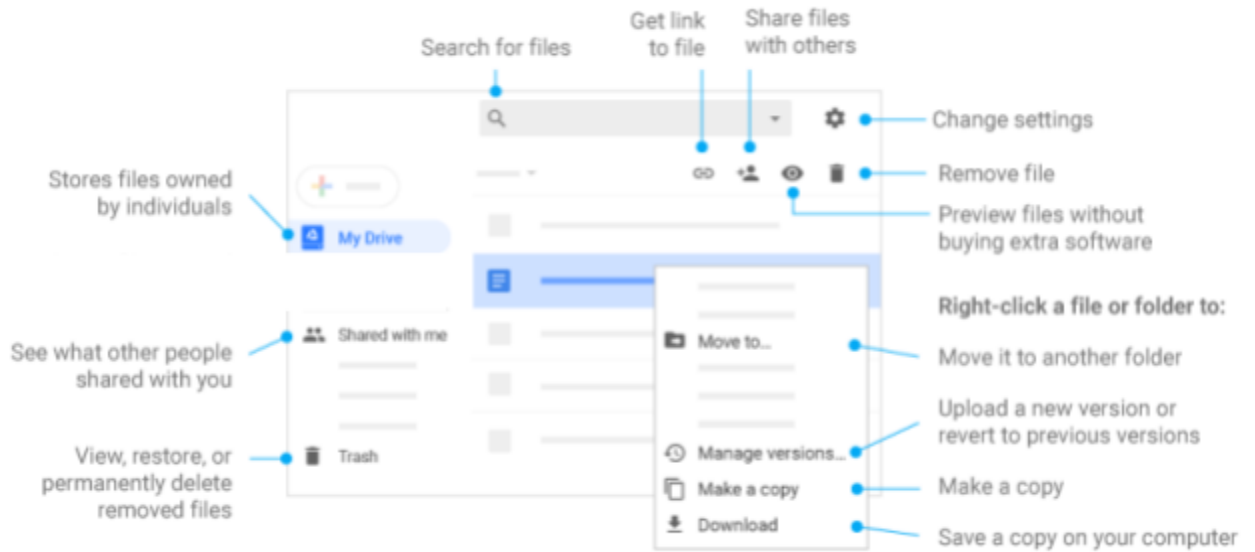 Search for files
Get link
to file
Share files
with others
Change settings
Stores files owned
by individuals
Remove file
My Drive
Preview files without
buying extra software
Right-click a file or folder to:
See what other people
shared with you
Shared with me
Move to...
Move it to another folder
Upload a new version or
revert to previous versions
View, restore, or
permanently delete
removed files
Trash
Manage versions...
Make a copy
Make a copy
Download
Save a copy on your computer